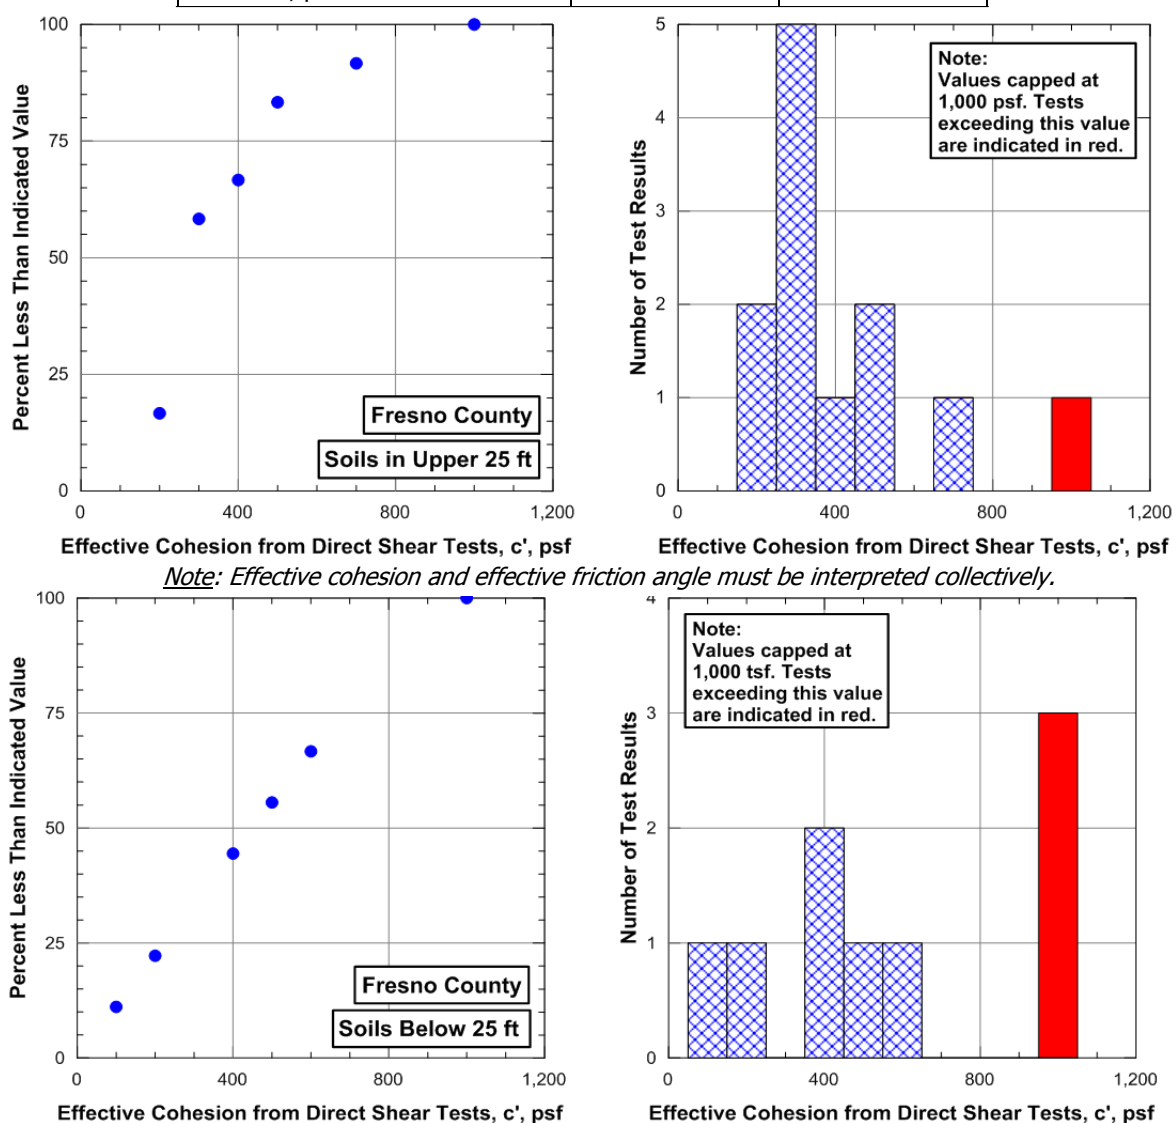 100
75
50
25
0
Percent Less Than Indicated Value
Fresno County
Soils in Upper 25 ft
0 400 800 1,200
Effective Cohesion from Direct Shear Tests, c', psf
5
4
3
2
1
0
Number of Test Results
Note:
Values capped at
1,000 psf. Tests
exceeding this value
are indicated in red.
0 400 800 1,200
Effective Cohesion from Direct Shear Tests, c', psf
Note: Effective cohesion and effective friction angle must be interpreted collectively.
100
75
50
25
0
Percent Less Than Indicated Value
Fresno County
Soils Below 25 ft
0 400 800 1,200
Effective Cohesion from Direct Shear Tests, c', psf
4
3
2
1
0
Number of Test Results
Note:
Values capped at
1,000 tsf. Tests
exceeding this value
are indicated in red.
0 400 800 1,200
Effective Cohesion from Direct Shear Tests, c', psf